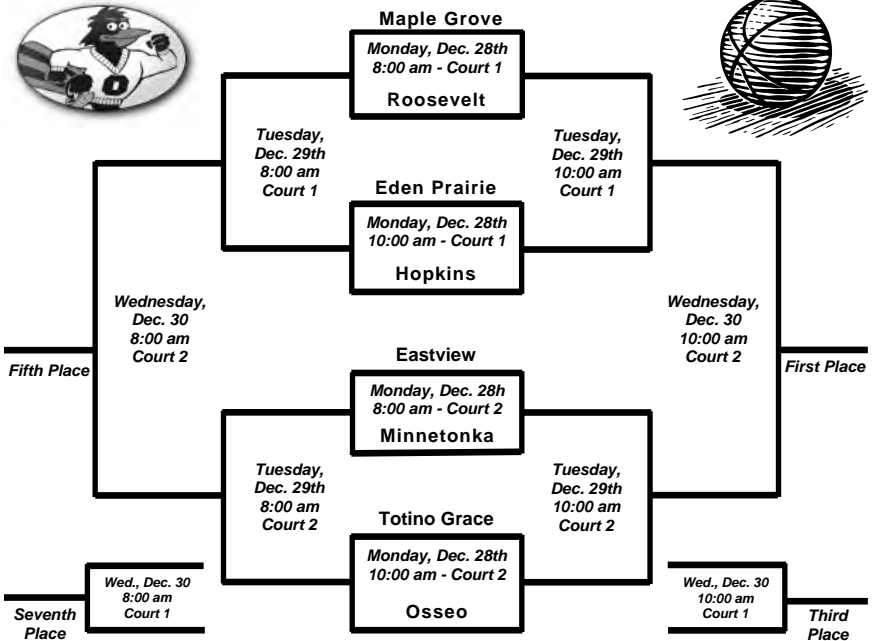 Maple Grove
Monday, Dec. 28th
8:00 am - Court 1
Roosevelt
Tuesday,
Dec. 29th
8:00 am
Court 1
Tuesday,
Dec. 29th
10:00 am
Court 1
Eden Prairie
Monday, Dec. 28th
10:00 am - Court 1
Hopkins
Wednesday,
Dec. 30
8:00 am
Court 2
Wednesday,
Dec. 30
10:00 am
Court 2
Fifth Place
First Place
Eastview
Monday, Dec. 28h
8:00 am - Court 2
Minnetonka
Tuesday,
Dec. 29th
8:00 am
Court 2
Tuesday,
Dec. 29th
10:00 am
Court 2
Totino Grace
Monday, Dec. 28th
10:00 am - Court 2
Osseo
Wed., Dec. 30
8:00 am
Court 1
Seventh
Place
Wed., Dec. 30
10:00 am
Court 1
Third
Place
O